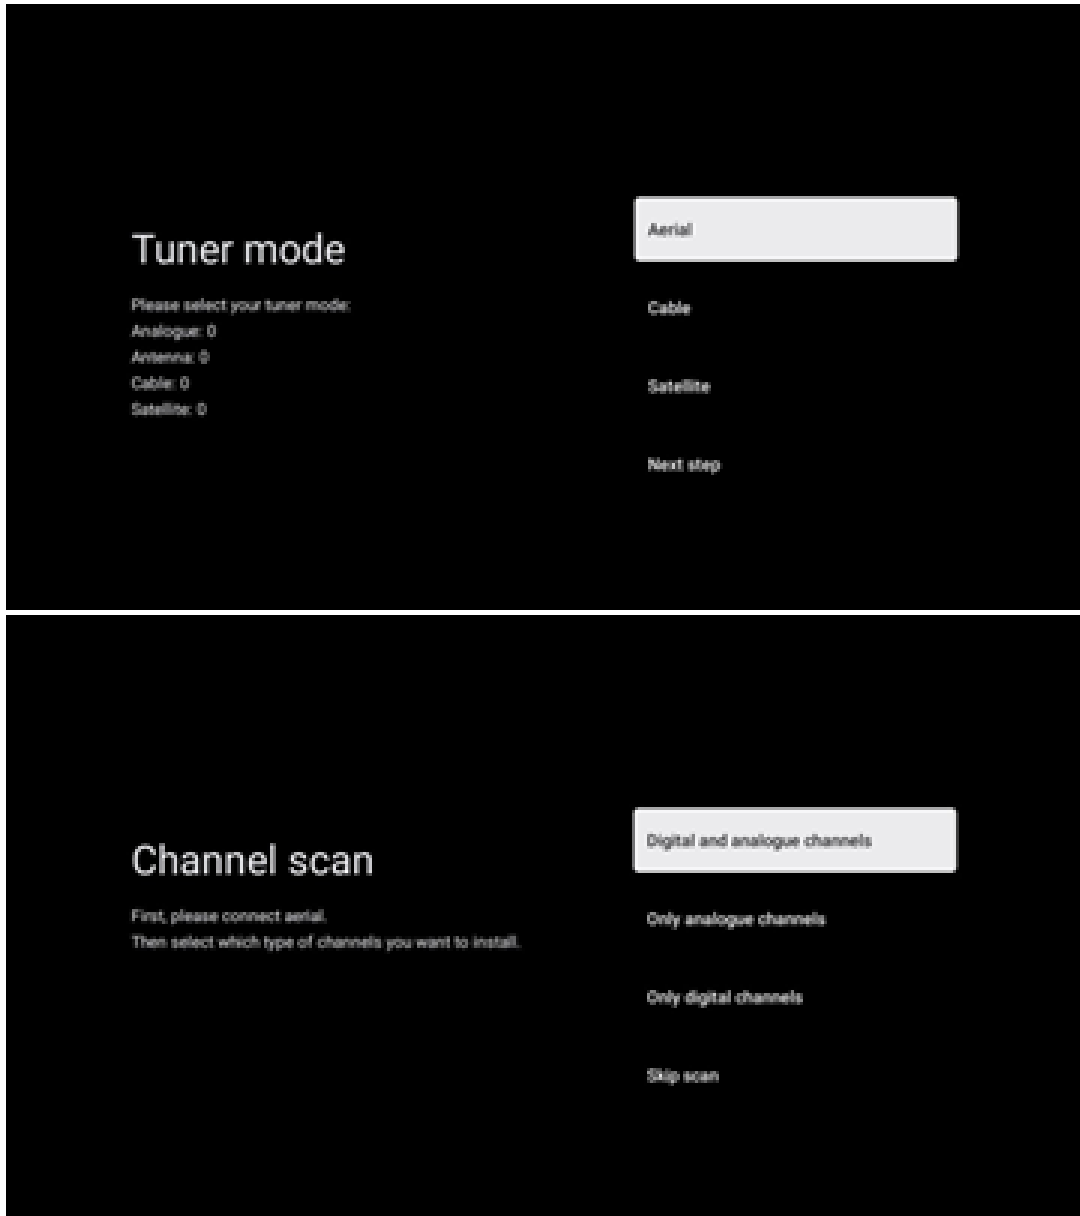 Tuner mode
Please select your tuner mode:
Analogue: 0
Antenna: 0
Cable: 0
Satellite: 0
Aerial
Cable
Satellite
Next step
Channel scan
First, please connect aerial.
Then select which type of channels you want to install.
Digital and analogue channels
Only analogue channels
Only digital channels
Skip scan